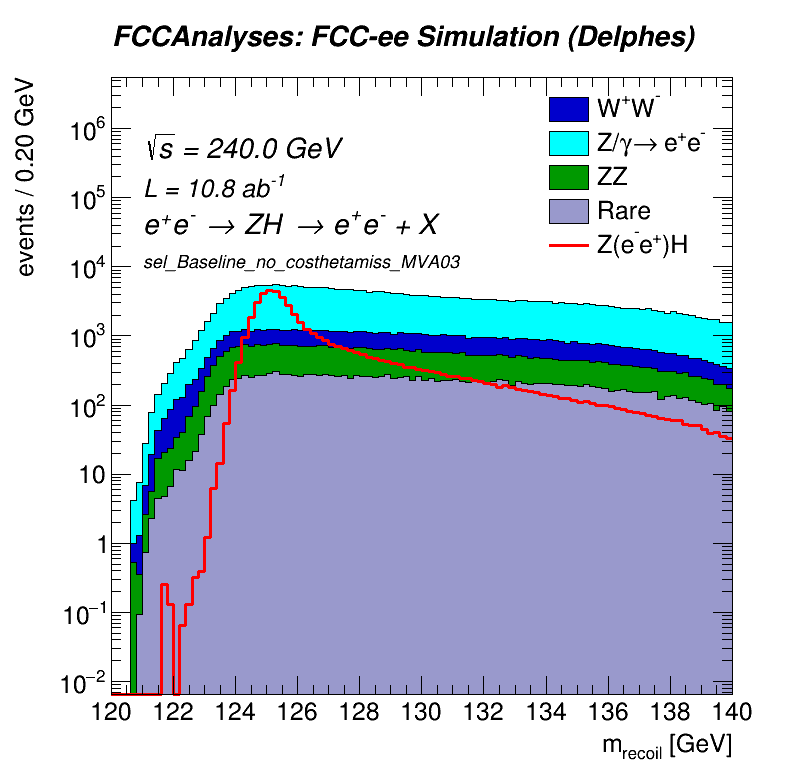 FCCAnalyses: FCC-ee Simulation (Delphes)
events / 0.20 GeV
√s = 240.0 GeV
L = 10.8 ab⁻¹
e⁺e⁻ → ZH → e⁺e⁻ + X
sel_Baseline_no_costhetamiss_MVA03
W⁺W⁻
Z/γ→ e⁺e⁻
ZZ
Rare
Z(e⁻e⁺)H
10⁶
10⁵
10⁴
10³
10²
10
1
10⁻¹
10⁻²
120 122 124 126 128 130 132 134 136 138 140
m_recoil [GeV]